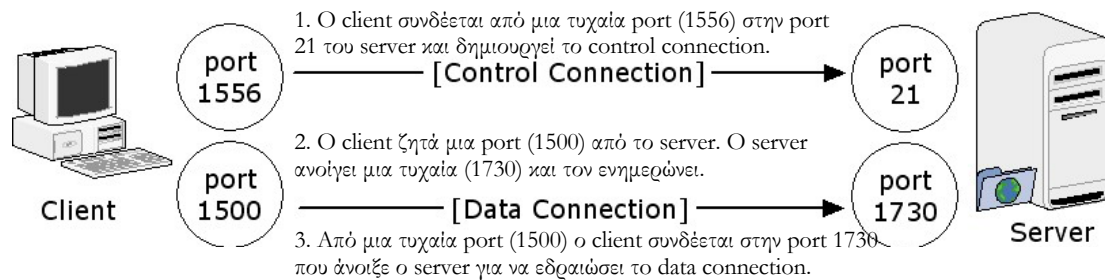 1. Ο client συνδέεται από μια τυχαία port (1556) στην port
21 του server και δημιουργεί το control connection.
port
1556
[Control Connection]
port
21
2. Ο client ζητά μια port (1500) από το server. Ο server
ανοίγει μια τυχαία (1730) και τον ενημερώνει.
port
1500
[Data Connection]
port
1730
Client
Server
3. Από μια τυχαία port (1500) ο client συνδέεται στην port 1730
που άνοιξε ο server για να εδραιώσει το data connection.